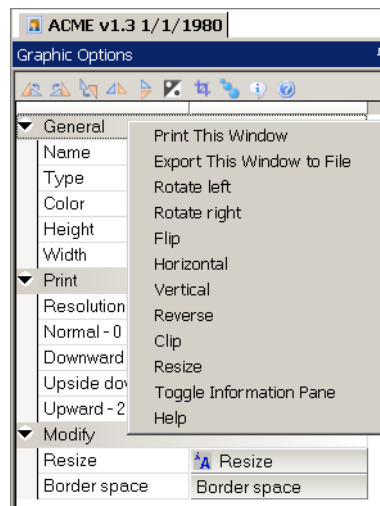 ACME v1.3 1/1/1980
Graphic Options
General
Name
Type
Color
Height
Width
Print
Resolution
Normal - 0
Downward
Upside
Upward - 2
Modify
Resize
Resize
Border space
Border space
Print This Window
Export This Window to File
Rotate left
Rotate right
Flip
Horizontal
Vertical
Reverse
Clip
Resize
Toggle Information Pane
Help